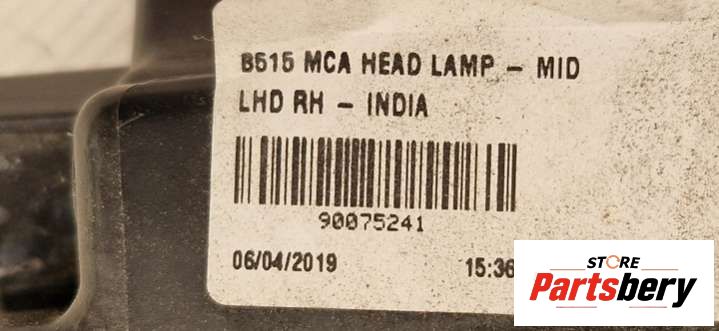 B515 MCA HEAD LAMP – MID
LHD RH – INDIA
90075241
06/04/2019 15:36
STORE
Partsbery